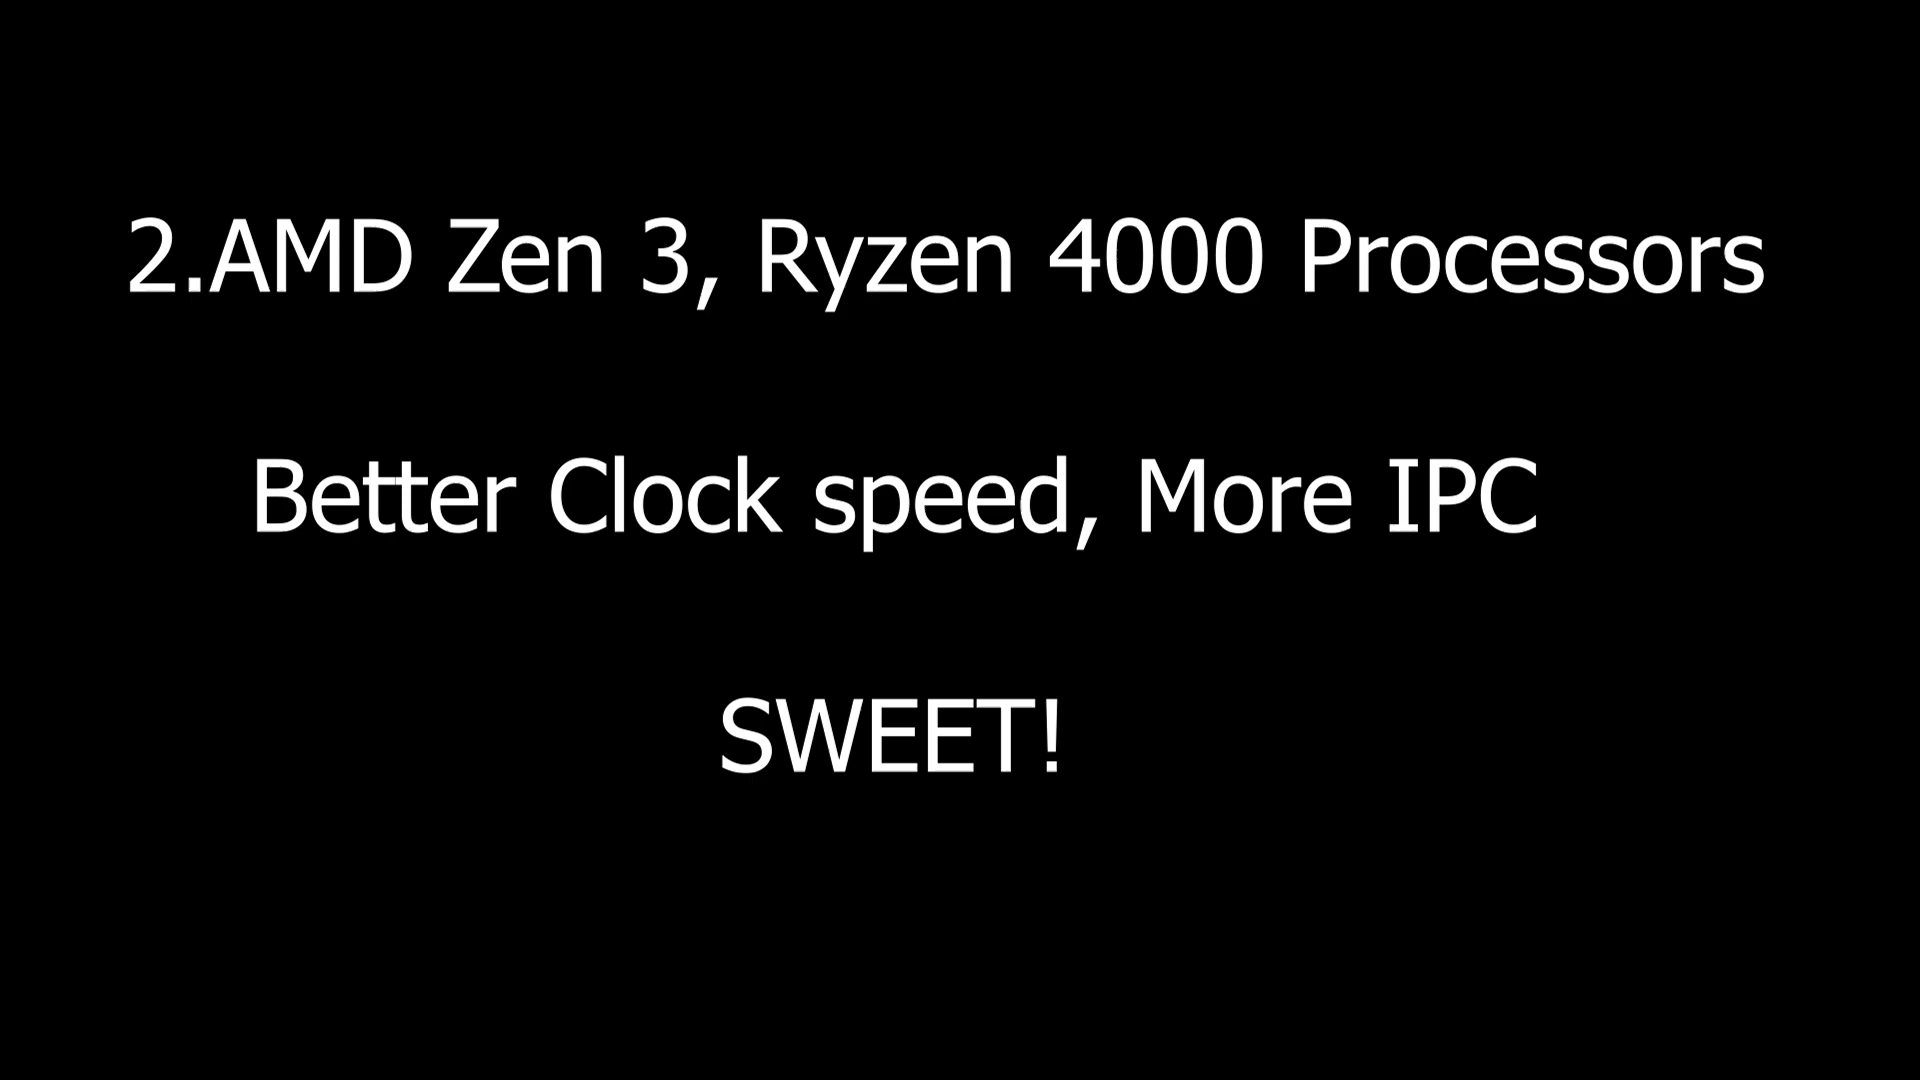 2.AMD Zen 3, Ryzen 4000 Processors
Better Clock speed, More IPC
SWEET!